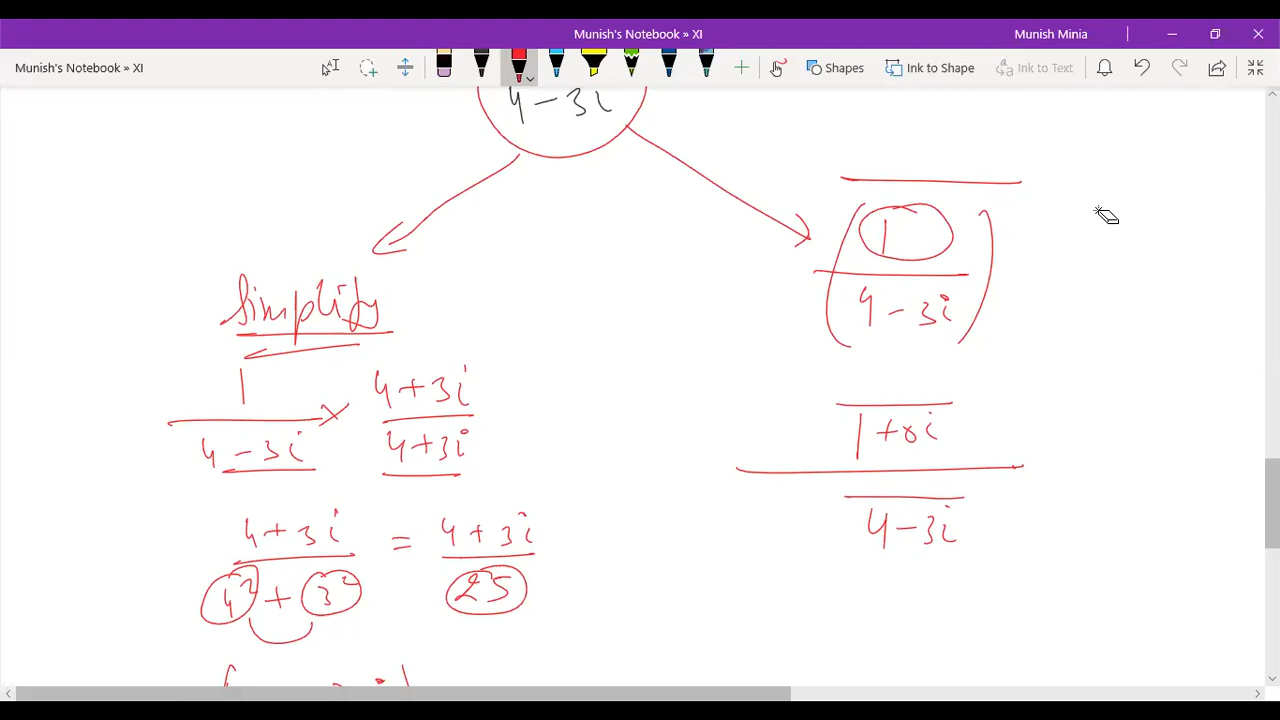 Munish's Notebook » XI
Munish Minia
Munish's Notebook » XI
Shapes
Ink to Shape
Ink to Text
4 - 3i
Simplify
1/(4 - 3i) × (4 + 3i)/(4 + 3i)
(4 + 3i)/(4² + 3²) = (4 + 3i)/25
(1/(4 - 3i))
1 + 0i
4 - 3i